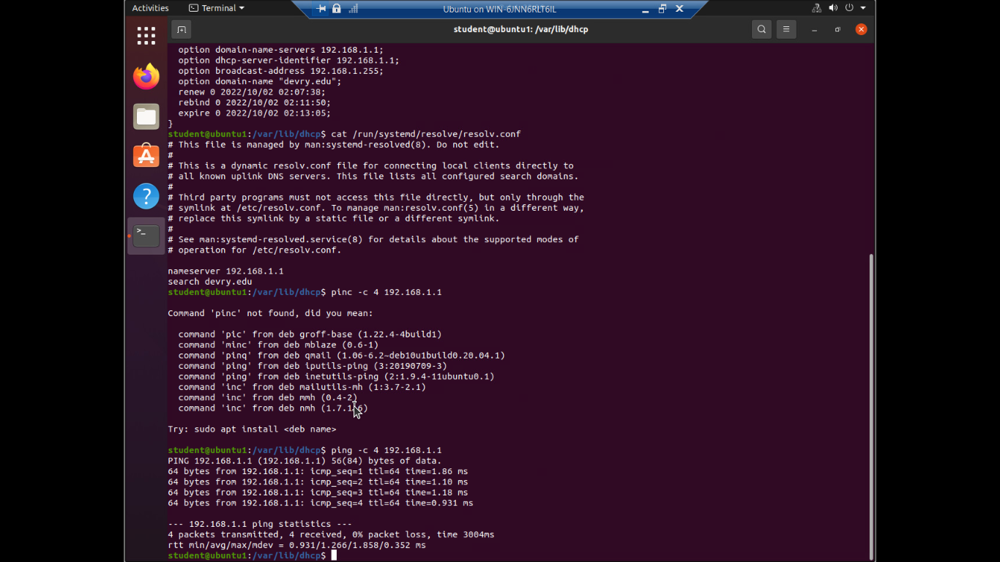 Activities
Terminal
Ubuntu on WIN-6JNN6RLT6IL
student@ubuntu1: /var/lib/dhcp
  option domain-name-servers 192.168.1.1;
  option dhcp-server-identifier 192.168.1.1;
  option broadcast-address 192.168.1.255;
  option domain-name "devry.edu";
  renew 0 2022/10/02 02:07:38;
  rebind 0 2022/10/02 02:11:50;
  expire 0 2022/10/02 02:13:05;
}
student@ubuntu1:/var/lib/dhcp$ cat /run/systemd/resolve/resolv.conf
# This file is managed by man:systemd-resolved(8). Do not edit.
#
# This is a dynamic resolv.conf file for connecting local clients directly to
# all known uplink DNS servers. This file lists all configured search domains.
#
# Third party programs must not access this file directly, but only through the
# symlink at /etc/resolv.conf. To manage man:resolv.conf(5) in a different way,
# replace this symlink by a static file or a different symlink.
#
# See man:systemd-resolved.service(8) for details about the supported modes of
# operation for /etc/resolv.conf.
nameserver 192.168.1.1
search devry.edu
student@ubuntu1:/var/lib/dhcp$ pinc -c 4 192.168.1.1
Command 'pinc' not found, did you mean:
  command 'pic' from deb groff-base (1.22.4-4build1)
  command 'minc' from deb mblaze (0.6-1)
  command 'pinq' from deb qmail (1.06-6.2~deb10u1build0.20.04.1)
  command 'ping' from deb iputils-ping (3:20190709-3)
  command 'ping' from deb inetutils-ping (2:1.9.4-11ubuntu0.1)
  command 'inc' from deb mailutils-mh (1:3.7-2.1)
  command 'inc' from deb mmh (0.4-2)
  command 'inc' from deb nmh
Try: sudo apt install <deb name>
student@ubuntu1:/var/lib/dhcp$ ping -c 4 192.168.1.1
PING 192.168.1.1 (192.168.1.1) 56(84) bytes of data.
64 bytes from 192.168.1.1: icmp_seq=1 ttl=64 time=1.86 ms
64 bytes from 192.168.1.1: icmp_seq=2 ttl=64 time=1.10 ms
64 bytes from 192.168.1.1: icmp_seq=3 ttl=64 time=1.18 ms
64 bytes from 192.168.1.1: icmp_seq=4 ttl=64 time=0.931 ms
--- 192.168.1.1 ping statistics ---
4 packets transmitted, 4 received, 0% packet loss, time 3004ms
rtt min/avg/max/mdev = 0.931/1.266/1.858/0.352 ms
student@ubuntu1:/var/lib/dhcp$